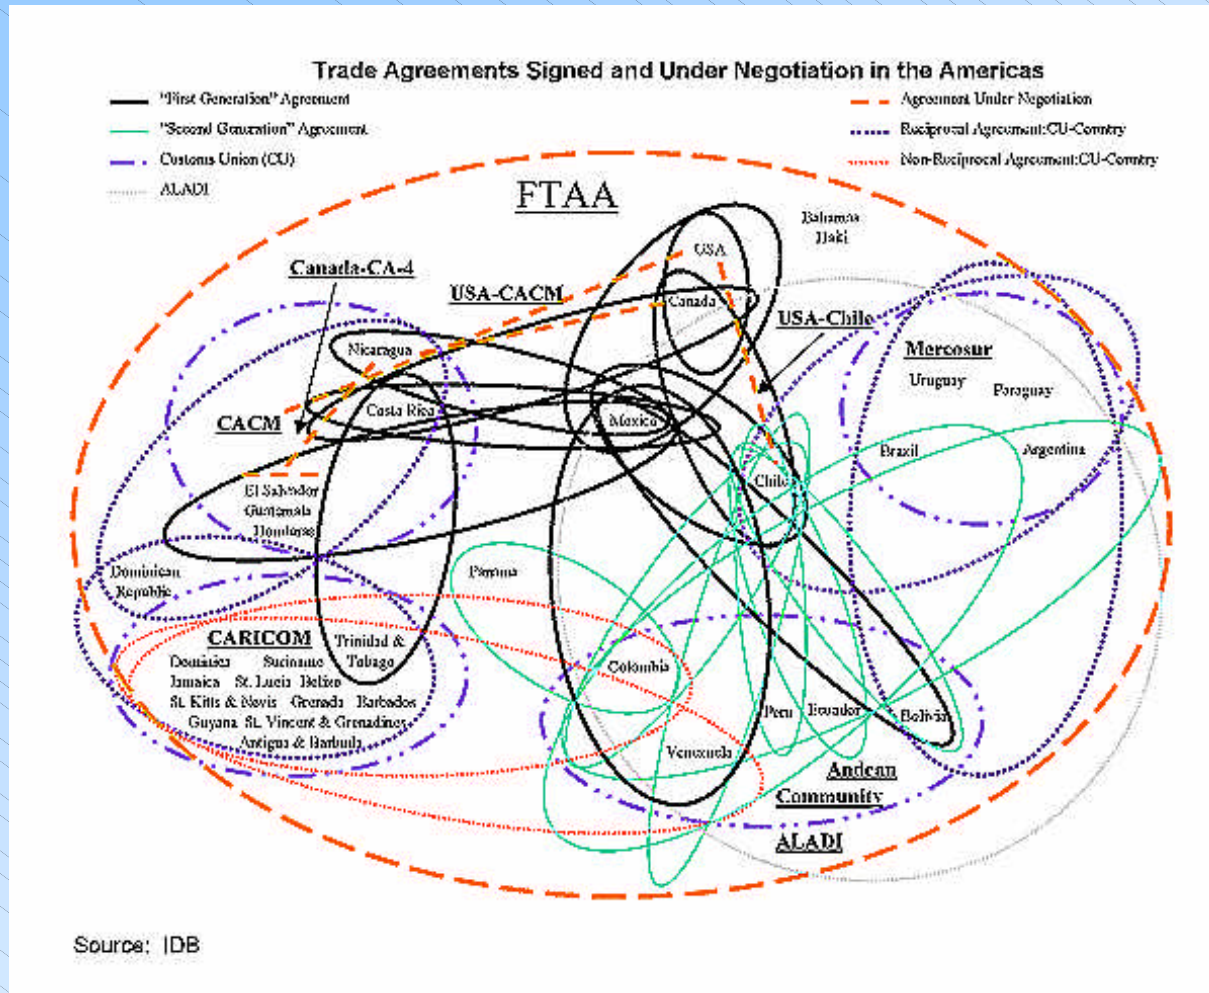 Trade Agreements Signed and Under Negotiation in the Americas
"First Generation" Agreement
"Second Generation" Agreement
Customs Union (CU)
ALADI
Agreement Under Negotiation
Reciprocal Agreement:CU-Country
Non-Reciprocal Agreement:CU-Country
FTAA
Bahamas
Haiti
USA
Canada-CA-4
USA-CACM
Canada
USA-Chile
Nicaragua
Mercosur
Uruguay
Paraguay
Costa Rica
CACM
Mexico
Brazil
Argentina
Chile
El Salvador
Guatemala
Honduras
Dominican
Republic
Panama
CARICOM
Trinidad &
Tobago
Dominica Suriname
Jamaica St. Lucia Belize
St. Kitts & Nevis Grenada Barbados
Guyana St. Vincent & Grenadines
Antigua & Barbuda
Colombia
Peru
Ecuador
Bolivia
Venezuela
Andean
Community
ALADI
Source: IDB